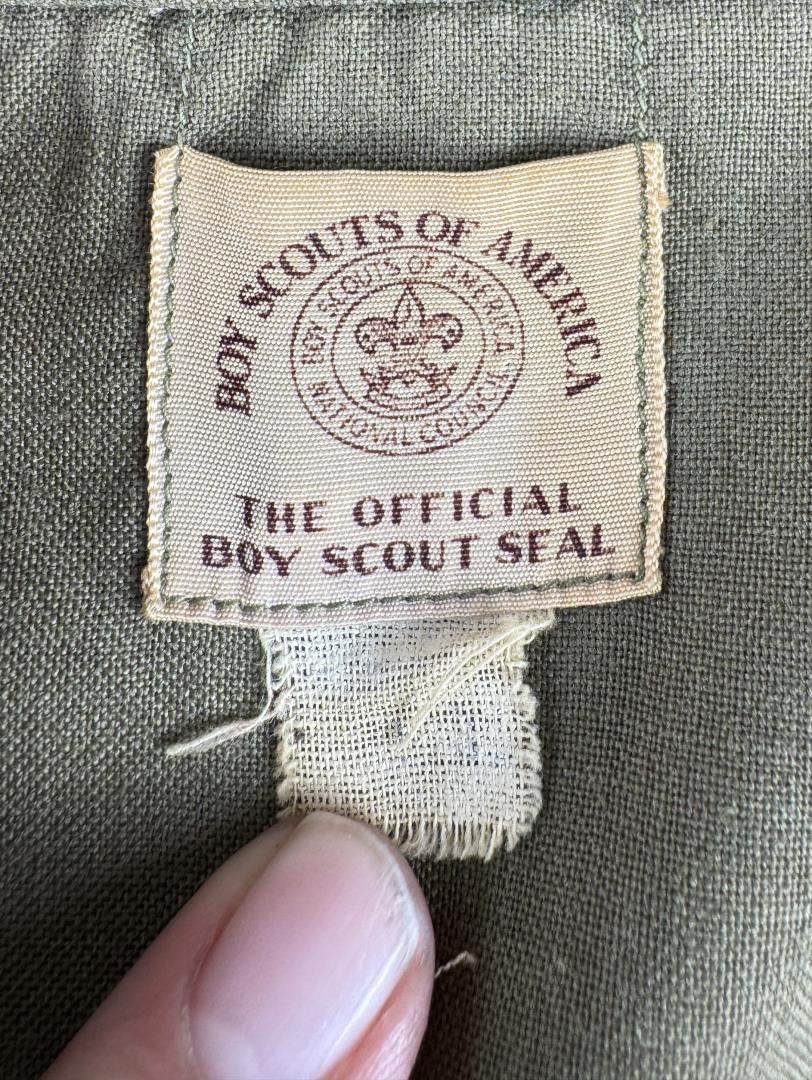 BOY SCOUTS OF AMERICA
BOY SCOUTS OF AMERICA
NATIONAL COUNCIL
THE OFFICIAL
BOY SCOUT SEAL